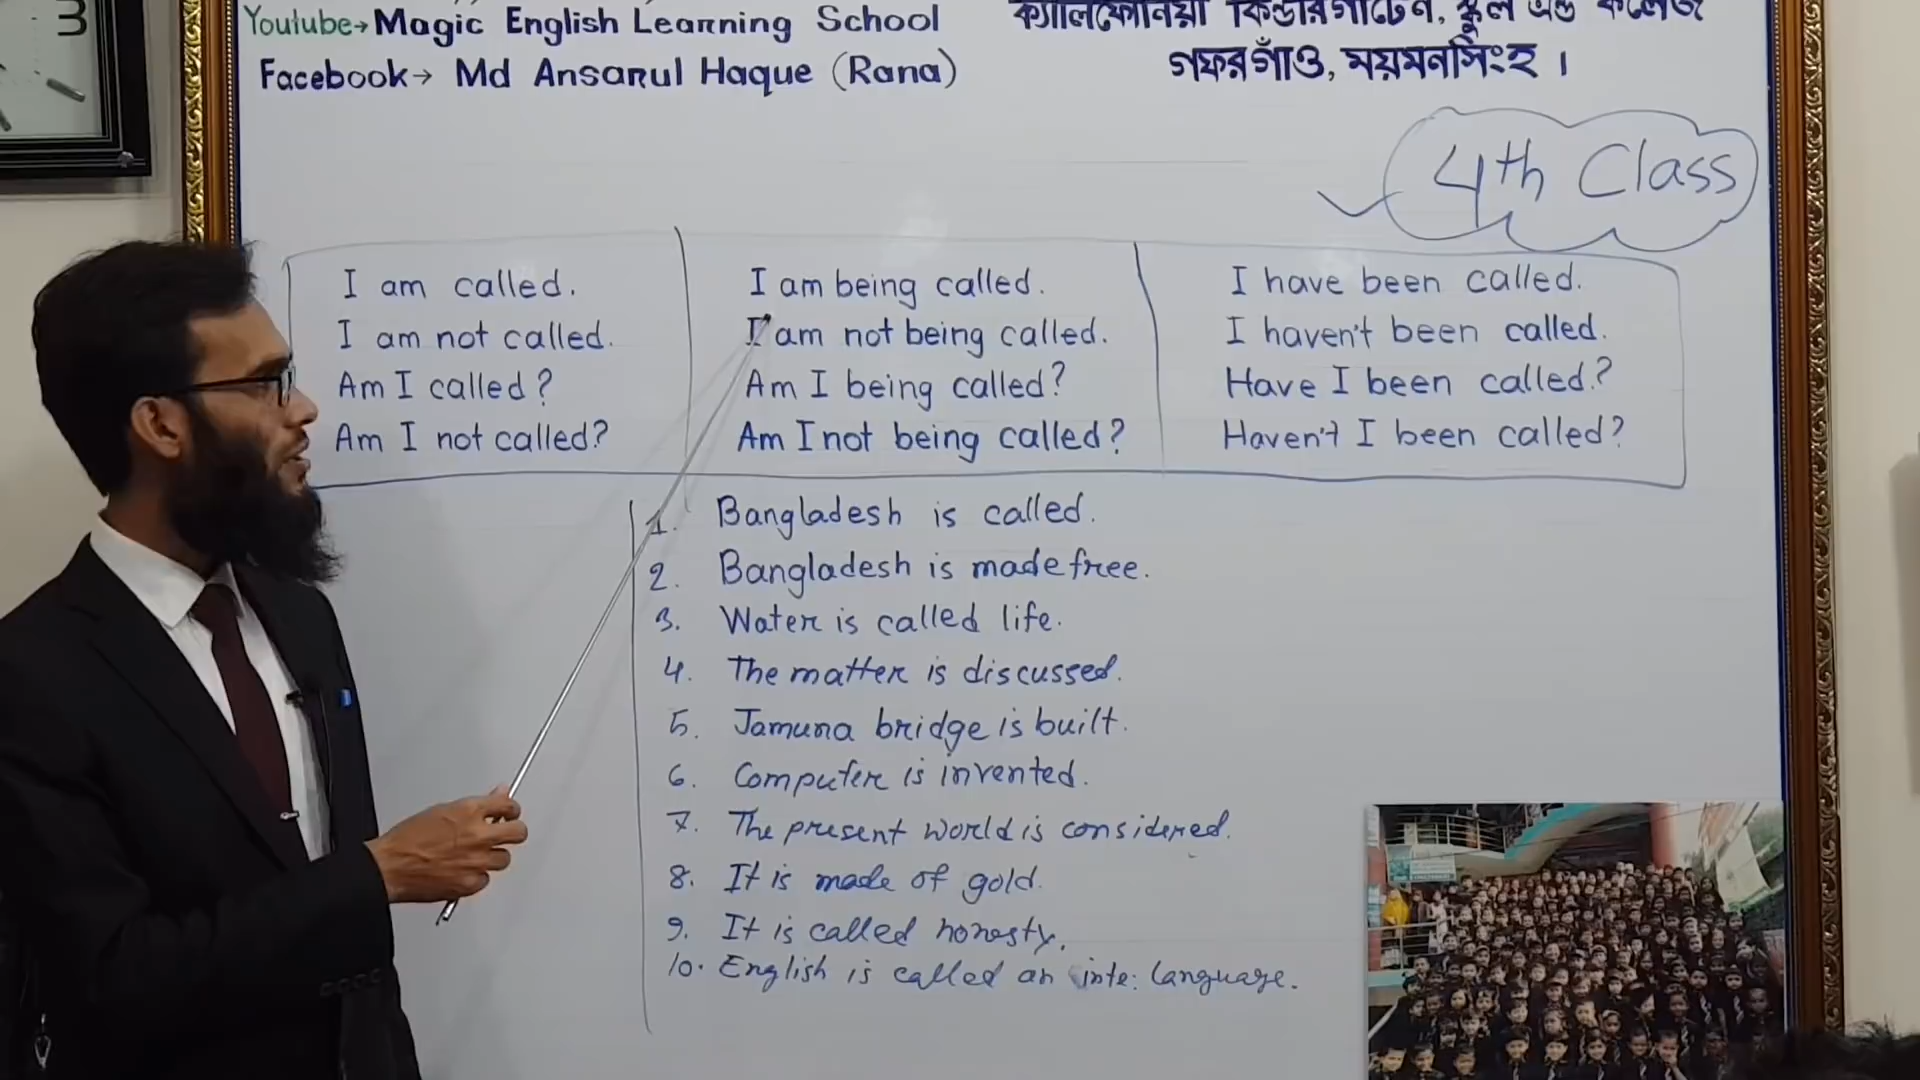 Youtube→ Magic English Learning School
Facebook→ Md Ansarul Haque (Rana)
ক্যালিফোর্নিয়া কিন্ডারগার্টেন, স্কুল এন্ড কলেজ
গফরগাঁও, ময়মনসিংহ ।
3
4th Class
I am called.
I am not called.
Am I called?
Am I not called?
I am being called.
I am not being called.
Am I being called?
Am I not being called?
I have been called.
I haven't been called.
Have I been called?
Haven't I been called?
1. Bangladesh is called.
2. Bangladesh is made free.
3. Water is called life.
4. The matter is discussed.
5. Jamuna bridge is built.
6. Computer is invented.
7. The present world is considered.
8. It is made of gold.
9. It is called honesty.
10. English is called an inte: language.